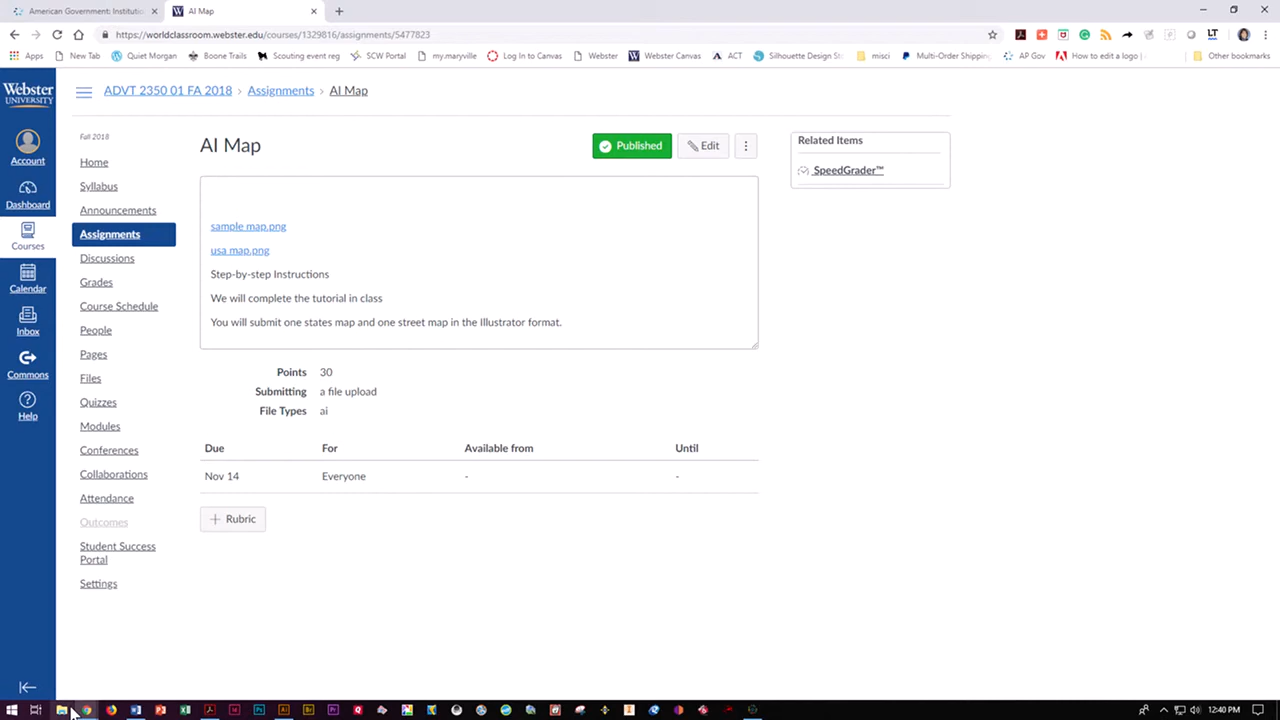 American Government: Instituti
AI Map
https://worldclassroom.webster.edu/courses/1329816/assignments/5477823
Apps
New Tab
Quiet Morgan
Boone Trails
Scouting event reg
SCW Portal
my.maryville
Log In to Canvas
Webster
Webster Canvas
ACT
Silhouette Design St
misci
Multi-Order Shipping
AP Gov
How to edit a logo
Other bookmarks
Webster
UNIVERSITY
Account
Dashboard
Courses
Calendar
Inbox
Commons
Help
ADVT 2350 01 FA 2018 › Assignments › AI Map
Fall 2018
Home
Syllabus
Announcements
Assignments
Discussions
Grades
Course Schedule
People
Pages
Files
Quizzes
Modules
Conferences
Collaborations
Attendance
Outcomes
Student Success
Portal
Settings
AI Map
Published
Edit
sample map.png
usa map.png
Step-by-step Instructions
We will complete the tutorial in class
You will submit one states map and one street map in the Illustrator format.
Points 30
Submitting a file upload
File Types ai
Due For Available from Until
Nov 14 Everyone - -
+ Rubric
Related Items
SpeedGrader™
12:40 PM